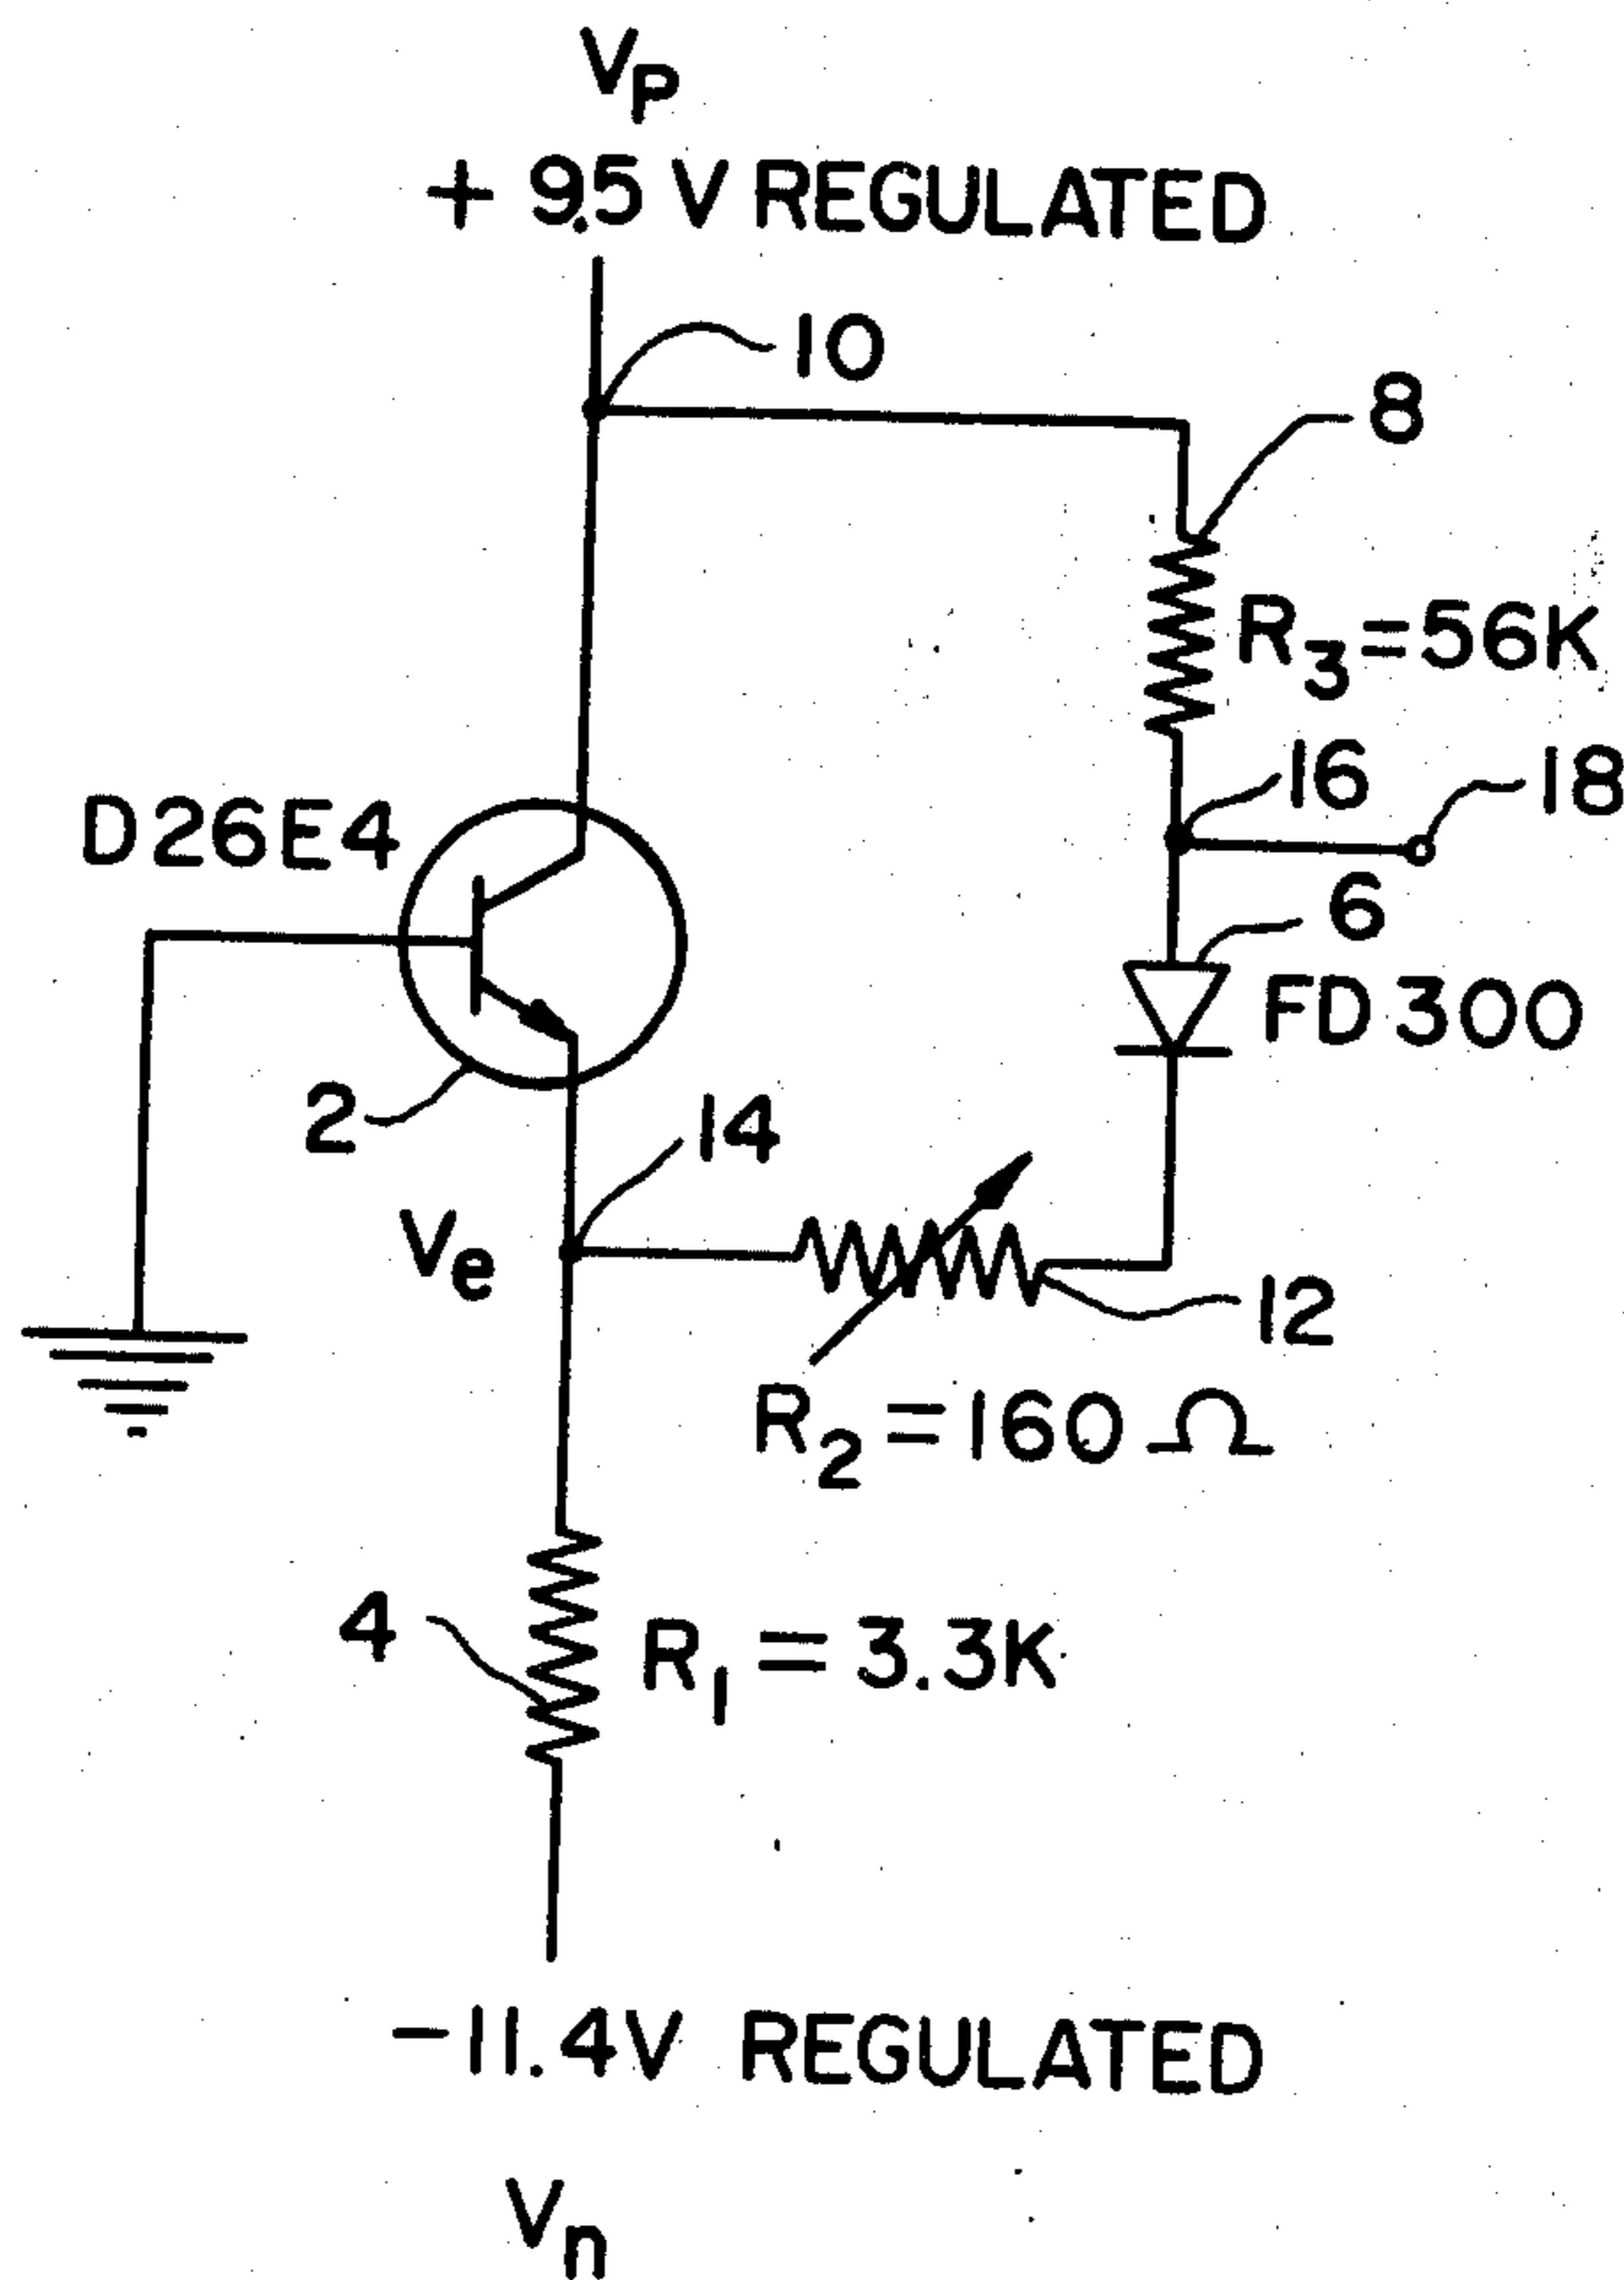 Vp
+ 9.5 V REGULATED
10
8
R3=56K
16
18
D26E4
6
FD300
2
14
Ve
12
R2=160Ω
4
R1=3.3K
-11.4V REGULATED
Vn